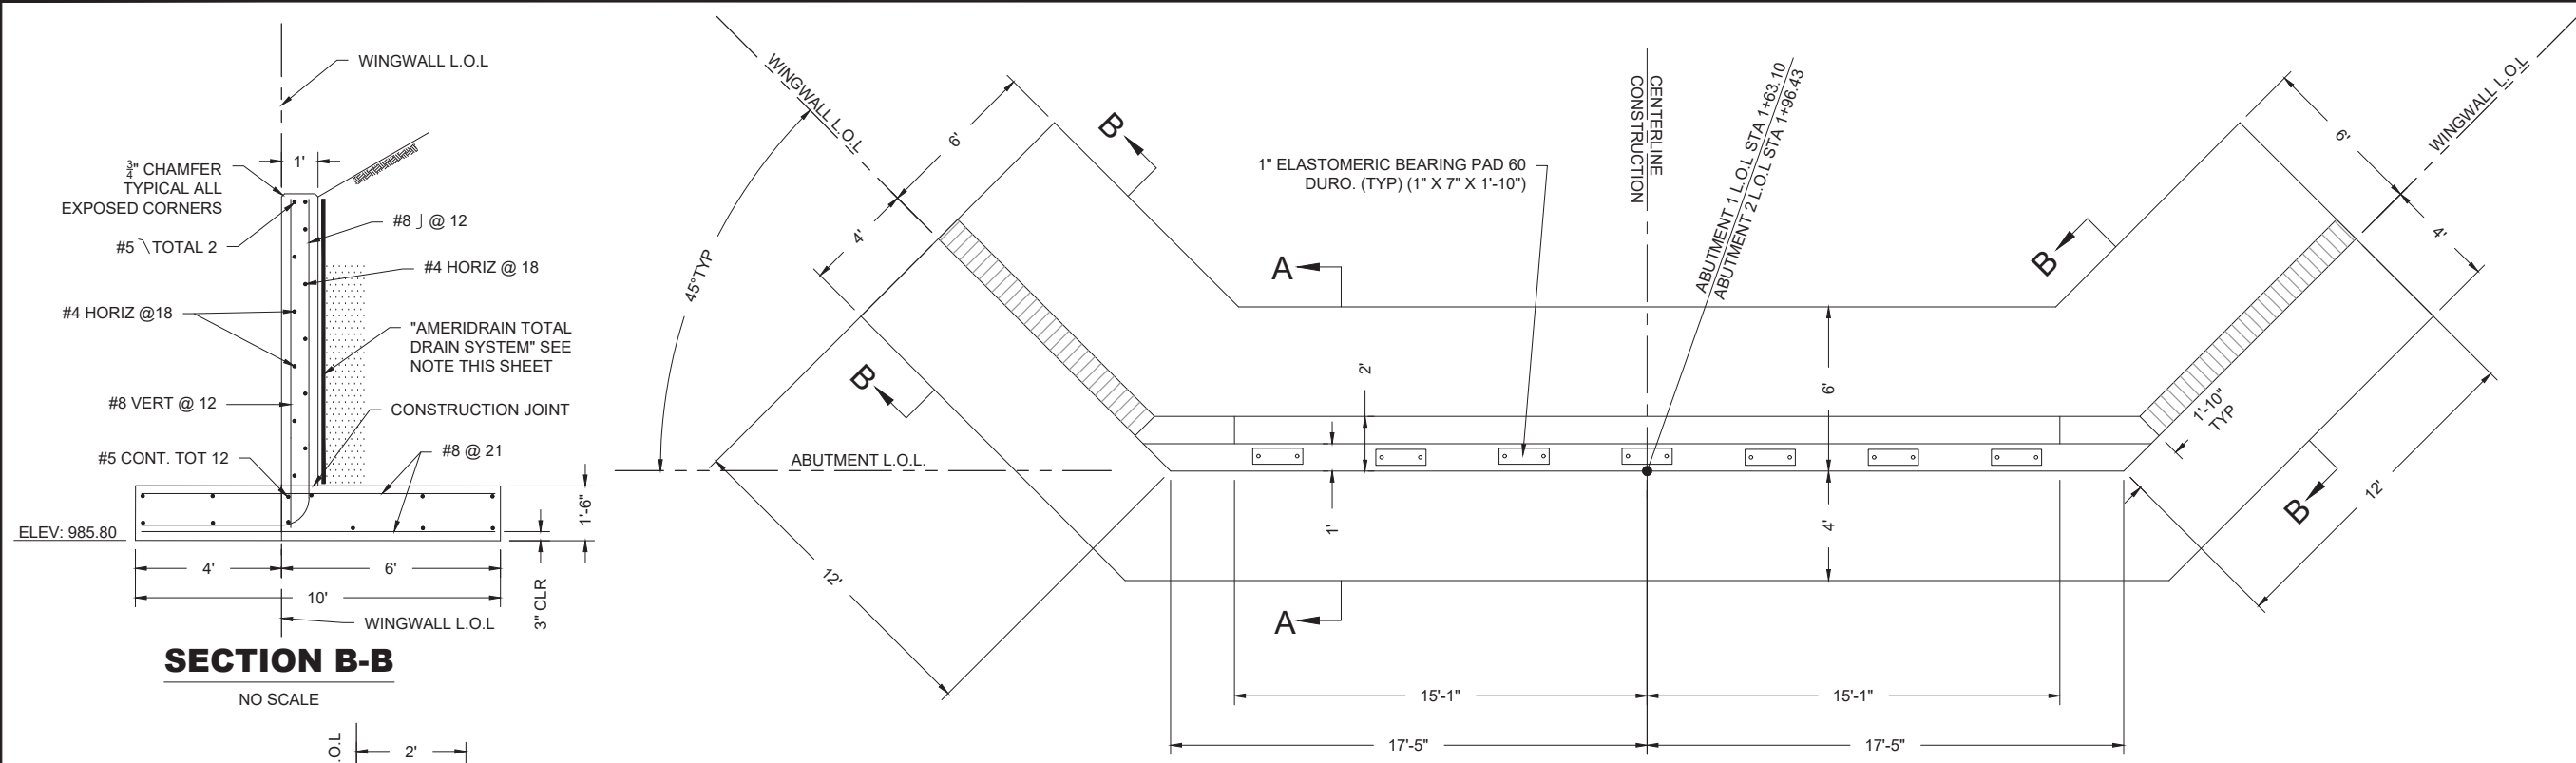 WINGWALL L.O.L
1'
3/4" CHAMFER
TYPICAL ALL
EXPOSED CORNERS
#8 ⌡ @ 12
#5 ╲ TOTAL 2
#4 HORIZ @ 18
#4 HORIZ @18
"AMERIDRAIN TOTAL
DRAIN SYSTEM" SEE
NOTE THIS SHEET
#8 VERT @ 12
CONSTRUCTION JOINT
#8 @ 21
#5 CONT. TOT 12
1'-6"
ELEV: 985.80
4'
6'
10'
3" CLR
WINGWALL L.O.L
SECTION B-B
NO SCALE
.O.L
2'
WINGWALL L.O.L
6'
4'
45°TYP
B
B
12'
ABUTMENT L.O.L.
1" ELASTOMERIC BEARING PAD 60
DURO. (TYP) (1" X 7" X 1'-10")
A
2'
1'
A
CENTERLINE
CONSTRUCTION
ABUTMENT 1 L.O.L STA 1+63.10
ABUTMENT 2 L.O.L STA 1+96.43
6'
4'
B
WINGWALL L.O.L
6'
4'
1'-10"
TYP
B
12'
15'-1"
15'-1"
17'-5"
17'-5"